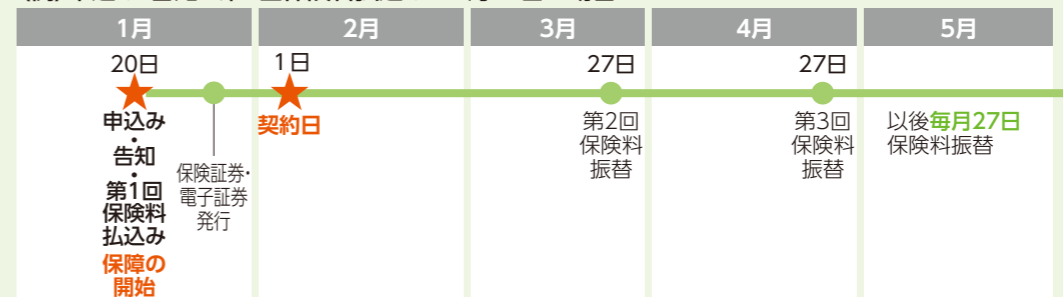 1月
2月
3月
4月
5月
20日
1日
27日
27日
申込み
・
告知
・
第1回
保険料
払込み
保障の
開始
保険証券・
電子証券
発行
契約日
第2回
保険料
振替
第3回
保険料
振替
以後毎月27日
保険料振替